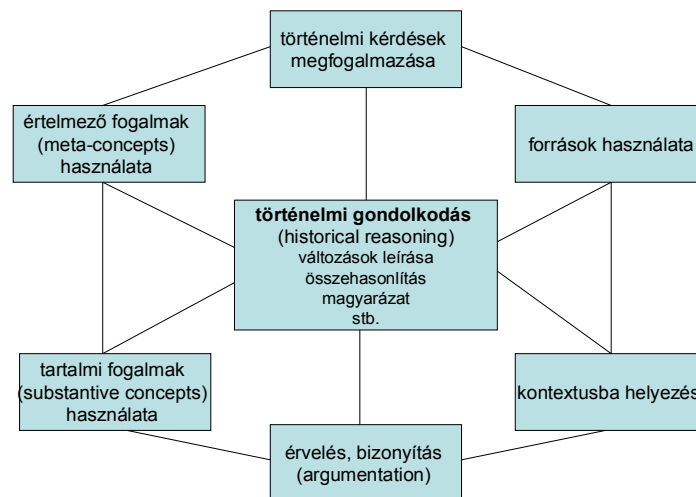 történelmi kérdések
megfogalmazása
értelmező fogalmak
(meta-concepts)
használata
források használata
történelmi gondolkodás
(historical reasoning)
változások leírása
összehasonlítás
magyarázat
stb.
tartalmi fogalmak
(substantive concepts)
használata
kontextusba helyezés
érvelés, bizonyítás
(argumentation)